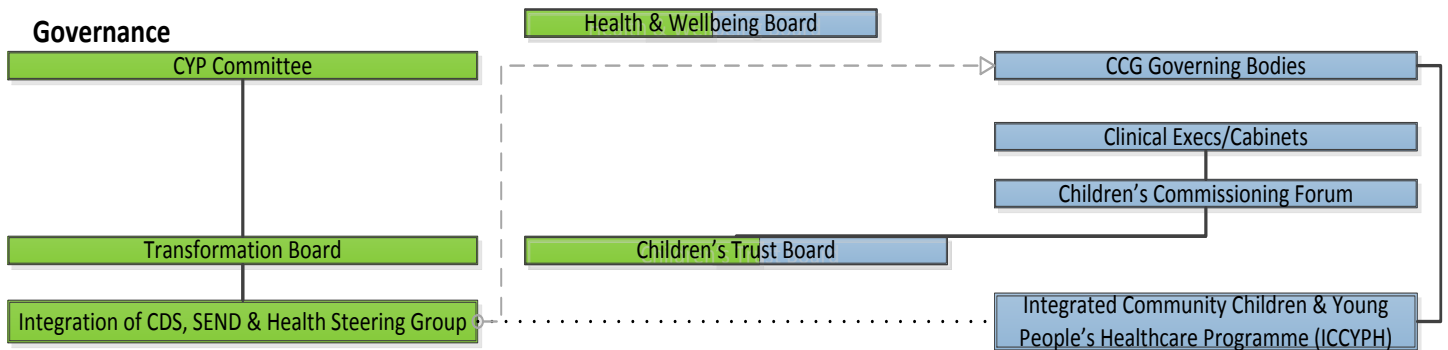 Health & Wellbeing Board
Governance
CYP Committee
CCG Governing Bodies
Clinical Execs/Cabinets
Children’s Commissioning Forum
Transformation Board
Children’s Trust Board
Integration of CDS, SEND & Health Steering Group
Integrated Community Children & Young
People’s Healthcare Programme (ICCYPH)